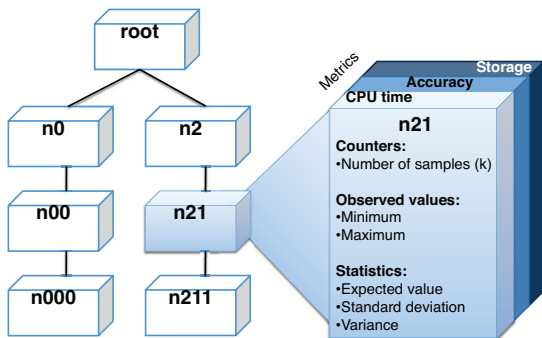 root
n0
n2
n00
n21
n000
n211
Metrics
Storage
Accuracy
CPU time
n21
Counters:
•Number of samples (k)
Observed values:
•Minimum
•Maximum
Statistics:
•Expected value
•Standard deviation
•Variance